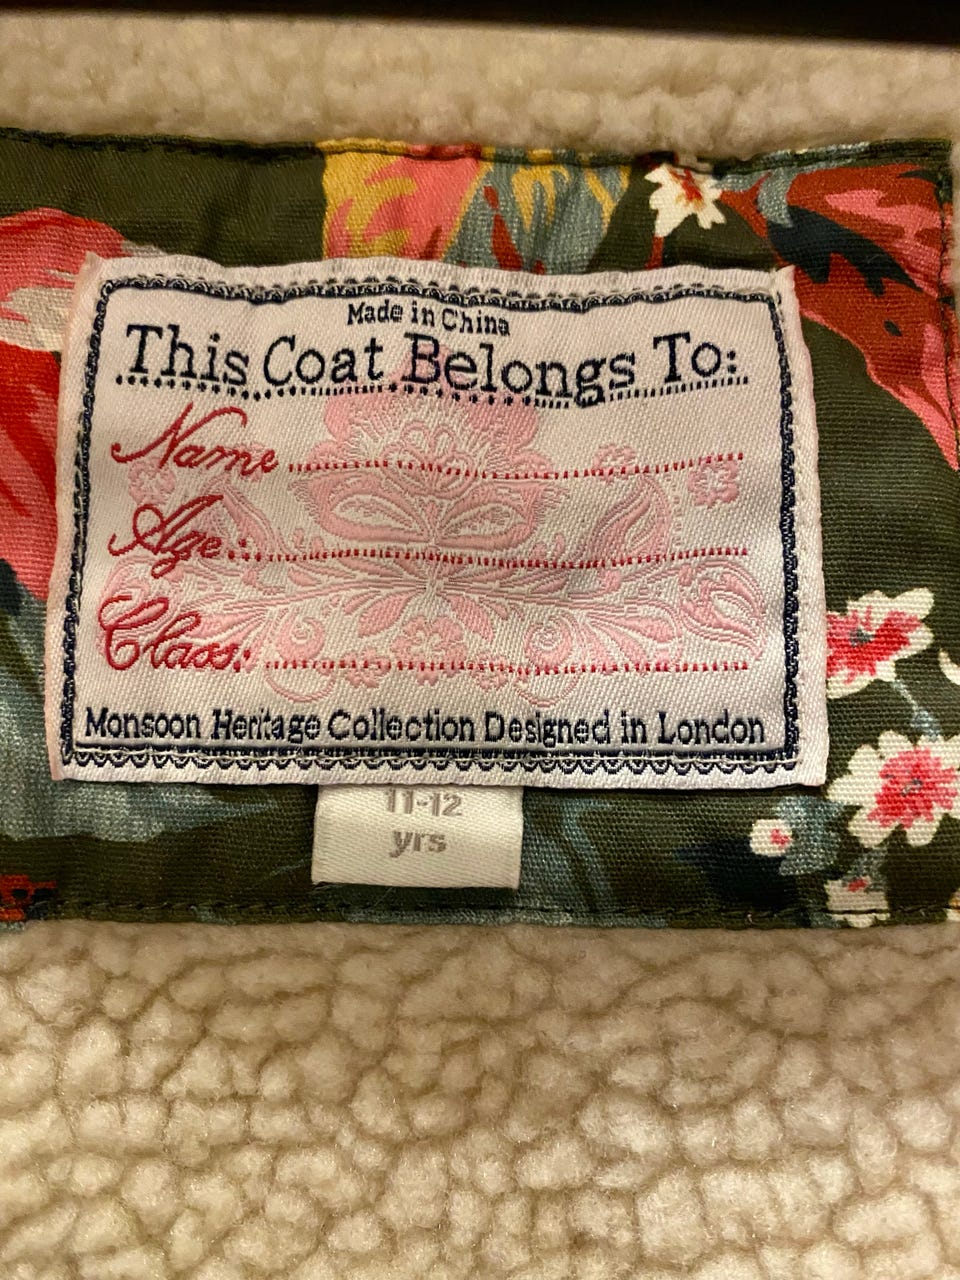 Made in China
This Coat Belongs To:
Name
Age:
Class:
Monsoon Heritage Collection Designed in London
11-12
yrs